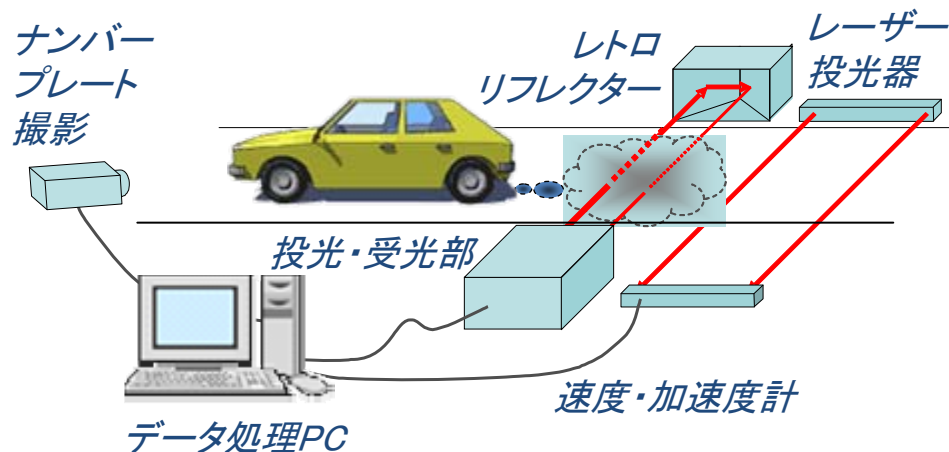 ナンバー
プレート
撮影
レトロ
リフレクター
レーザー
投光器
投光・受光部
速度・加速度計
データ処理PC